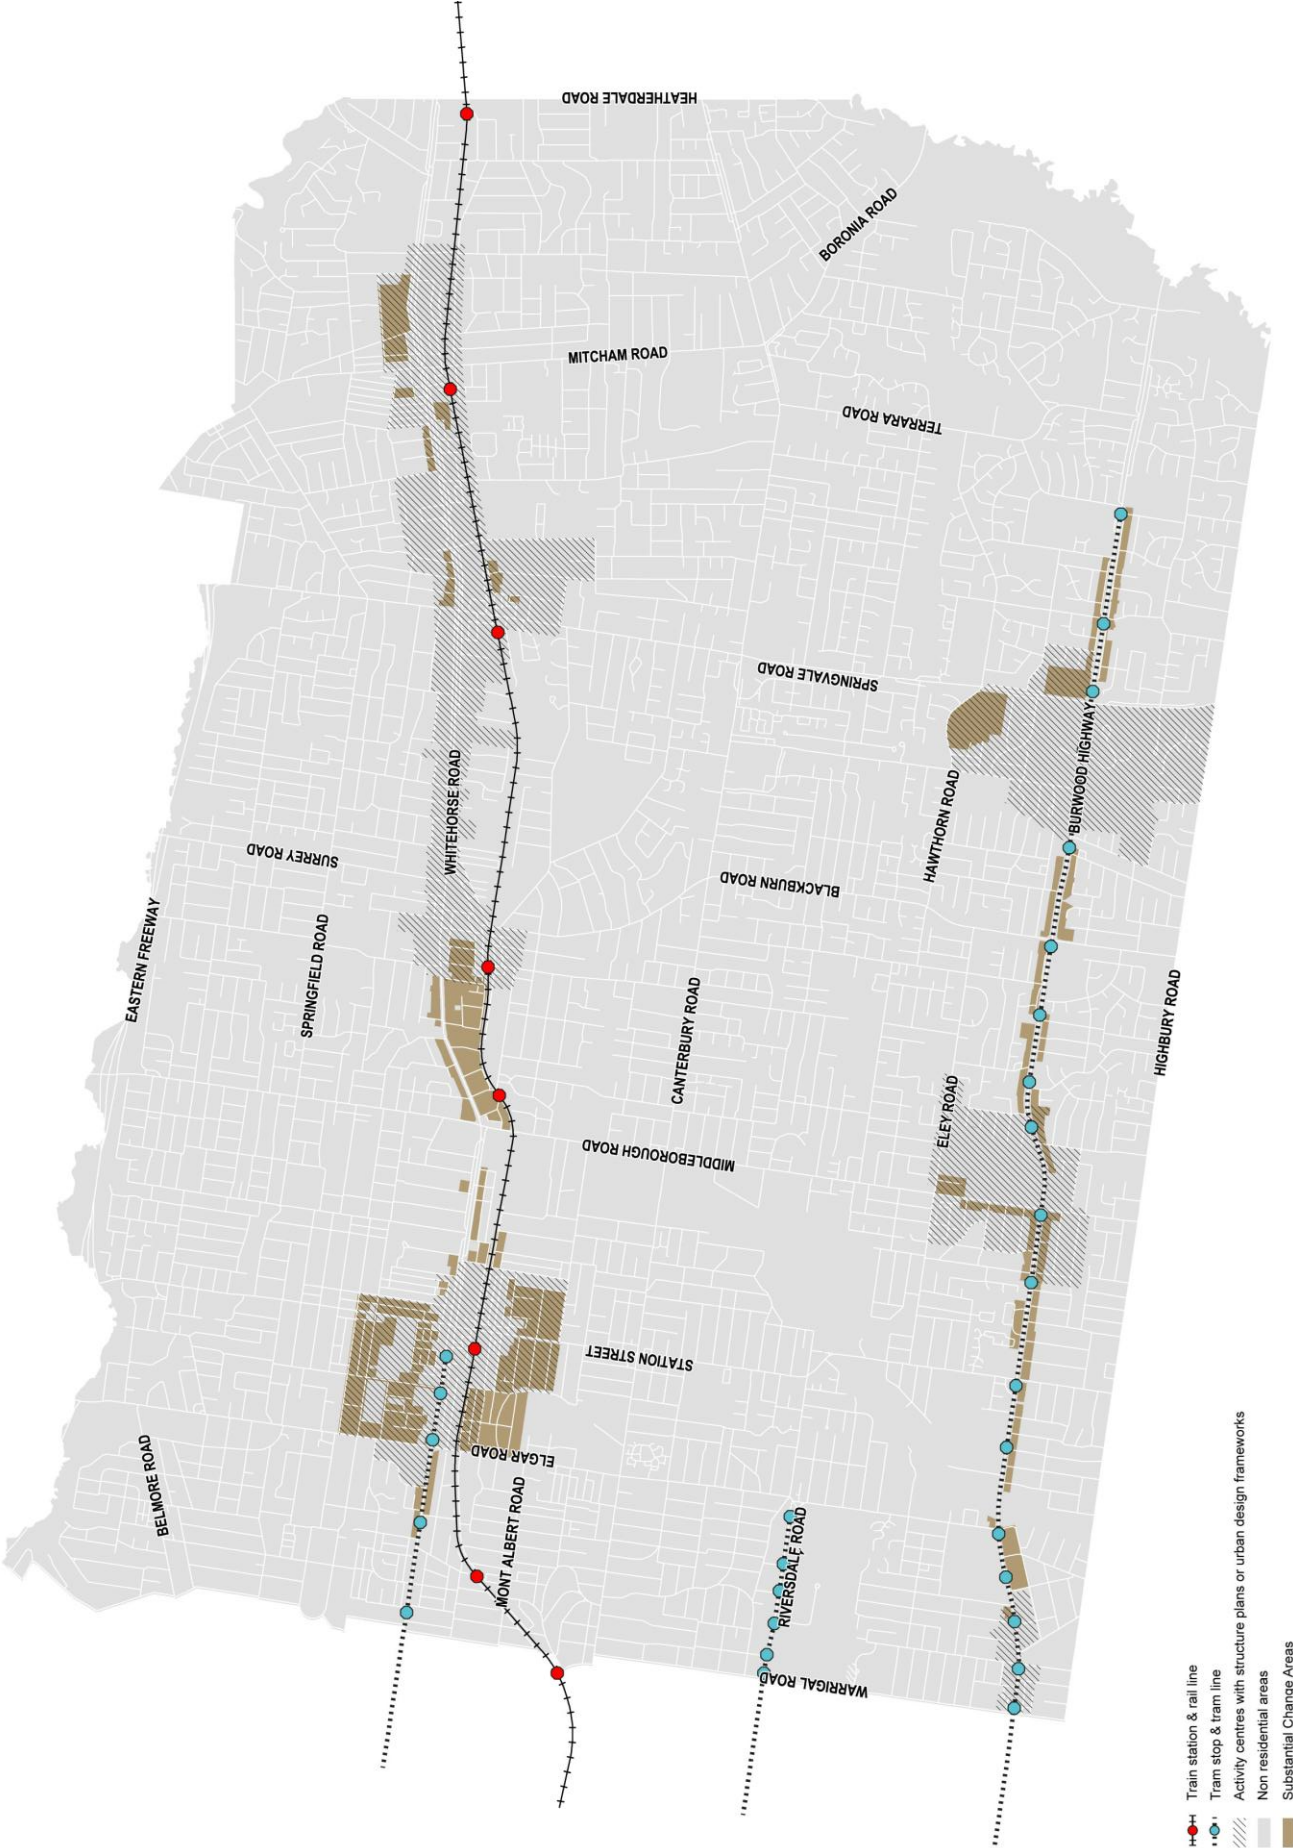 HEATHERDALE ROAD
BORONIA ROAD
MITCHAM ROAD
TERRARA ROAD
SPRINGVALE ROAD
BURWOOD HIGHWAY
WHITEHORSE ROAD
HAWTHORN ROAD
SURREY ROAD
BLACKBURN ROAD
EASTERN FREEWAY
SPRINGFIELD ROAD
CANTERBURY ROAD
HIGHBURY ROAD
ELEY ROAD
MIDDLEBOROUGH ROAD
STATION STREET
BELMORE ROAD
ELGAR ROAD
MONT ALBERT ROAD
RIVERSDALE ROAD
WARRIGAL ROAD
Train station & rail line
Tram stop & tram line
Activity centres with structure plans or urban design frameworks
Non residential areas
Substantial Change Areas